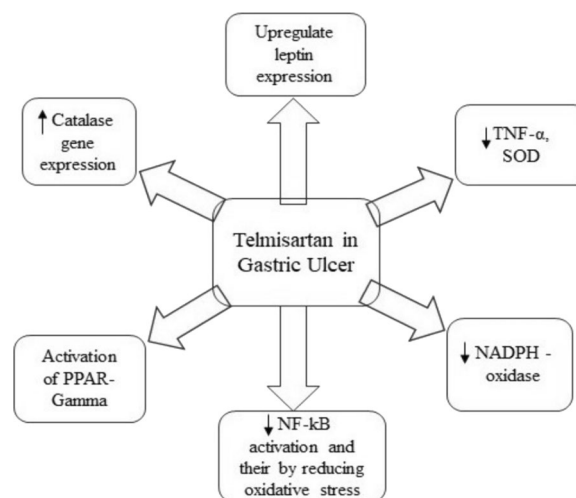 Upregulate
leptin
expression
↑ Catalase
gene
expression
↓ TNF-α,
SOD
Telmisartan in
Gastric Ulcer
Activation
of PPAR-
Gamma
↓ NADPH -
oxidase
↓ NF-kB
activation and
their by reducing
oxidative stress